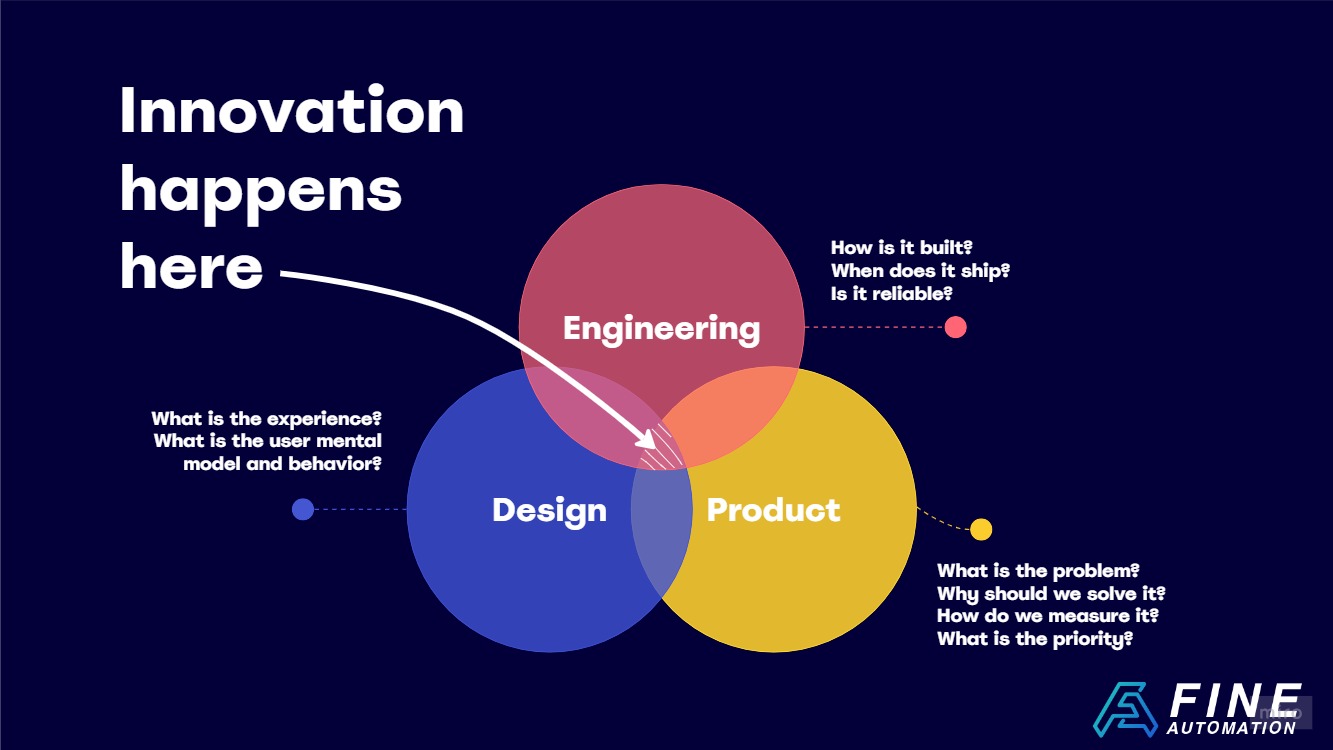 Innovation
happens
here
How is it built?
When does it ship?
Is it reliable?
Engineering
What is the experience?
What is the user mental
model and behavior?
Design
Product
What is the problem?
Why should we solve it?
How do we measure it?
What is the priority?
FINE
miro
AUTOMATION